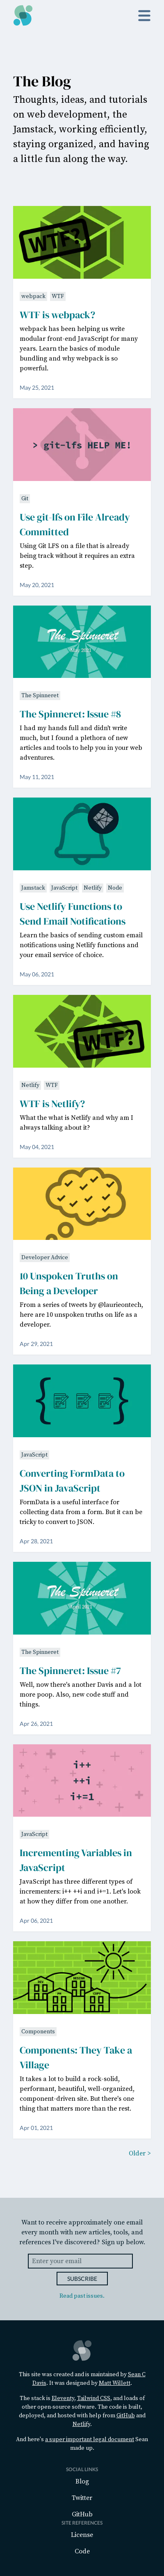 The Blog
Thoughts, ideas, and tutorials
on web development, the
Jamstack, working efficiently,
staying organized, and having
a little fun along the way.
WTF?
webpack WTF
WTF is webpack?
webpack has been helping us write
modular front-end JavaScript for many
years. Learn the basics of module
bundling and why webpack is so
powerful.
May 25, 2021
> git-lfs HELP ME!
Git
Use git-lfs on File Already
Committed
Using Git LFS on a file that is already
being track without it requires an extra
step.
May 20, 2021
The Spinneret
The Spinneret
The Spinneret: Issue #8
I had my hands full and didn't write
much, but I found a plethora of new
articles and tools to help you in your web
adventures.
May 11, 2021
Jamstack JavaScript Netlify Node
Use Netlify Functions to
Send Email Notifications
Learn the basics of sending custom email
notifications using Netlify functions and
your email service of choice.
May 06, 2021
WTF?
Netlify WTF
WTF is Netlify?
What the what is Netlify and why am I
always talking about it?
May 04, 2021
Developer Advice
10 Unspoken Truths on
Being a Developer
From a series of tweets by @laurieontech,
here are 10 unspoken truths on life as a
developer.
Apr 29, 2021
JavaScript
Converting FormData to
JSON in JavaScript
FormData is a useful interface for
collecting data from a form. But it can be
tricky to convert to JSON.
Apr 28, 2021
The Spinneret
The Spinneret
The Spinneret: Issue #7
Well, now there's another Davis and a lot
more poop. Also, new code stuff and
things.
Apr 26, 2021
i++
++i
i+=1
JavaScript
Incrementing Variables in
JavaScript
JavaScript has three different types of
incrementers: i++ ++i and i+=1. Let's look
at how they differ from one another.
Apr 06, 2021
Components
Components: They Take a
Village
It takes a lot to build a rock-solid,
performant, beautiful, well-organized,
component driven site. But there's one
thing that matters more than the rest.
Apr 01, 2021
Older >
Want to receive approximately one email
every month with new articles, tools, and
references I've discovered? Sign up below.
Enter your email
SUBSCRIBE
Read past issues.
This site was created and is maintained by Sean C
Davis. It was designed by Matt Willett.
The stack is Eleventy, Tailwind CSS, and loads of
other open-source software. The code is built,
deployed, and hosted with help from GitHub and
Netlify.
And here's a super important legal document Sean
made up.
SOCIAL LINKS
Blog
Twitter
GitHub
SITE REFERENCES
License
Code